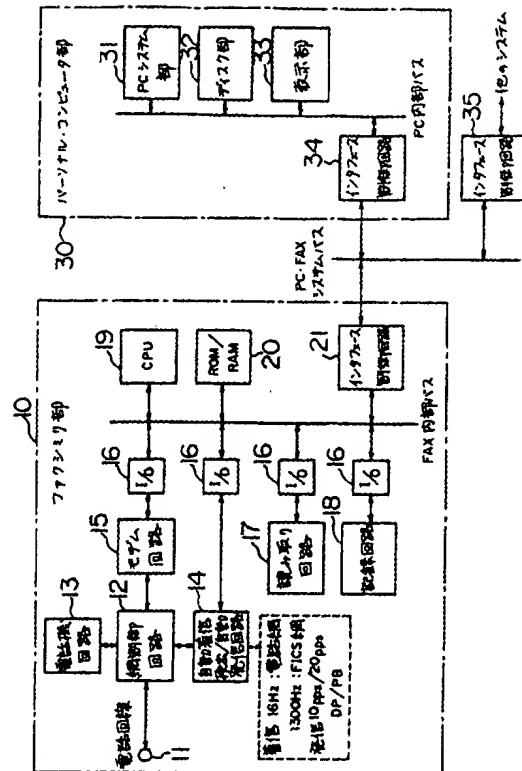 10
ファクシミリ部
電話回線
11
13
電話機
回路
12
網制御
回路
14
自動着信
検出/自動
発信回路
着信 16Hz:電話網
1300Hz:FICS網
発信 10pps/20pps
DP/PB
15
モデム
回路
16
I/O
16
I/O
16
I/O
16
I/O
17
読み取り
回路
18
記録回路
19
CPU
20
ROM/
RAM
21
インタフェース
制御回路
FAX内部バス
PC-FAX
システムバス
30
パーソナル・コンピュータ部
31
PCシステム
部
32
ディスク部
33
表示部
34
インタフェース
制御回路
PC内部バス
35
インタフェース
制御回路
他のシステム